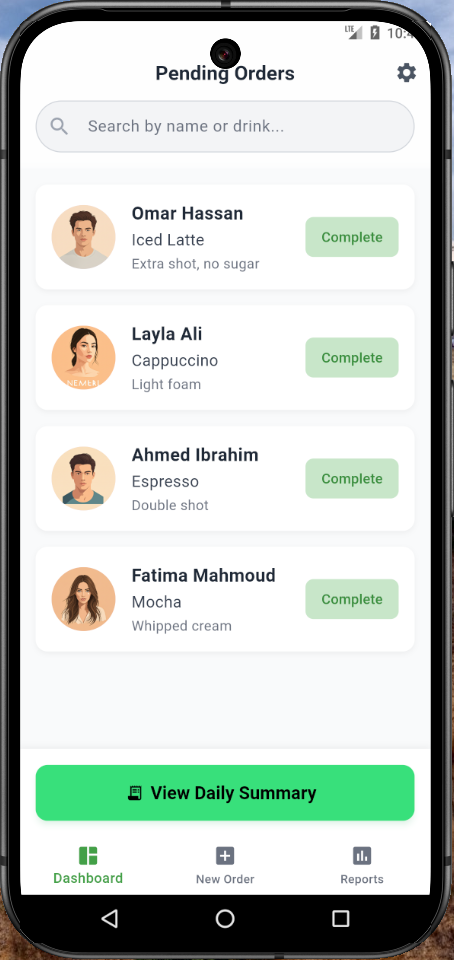 LTE
Pending Orders
Search by name or drink...
Omar Hassan
Iced Latte
Extra shot, no sugar
Complete
Layla Ali
Cappuccino
Light foam
Complete
Ahmed Ibrahim
Espresso
Double shot
Complete
Fatima Mahmoud
Mocha
Whipped cream
Complete
View Daily Summary
Dashboard
New Order
Reports